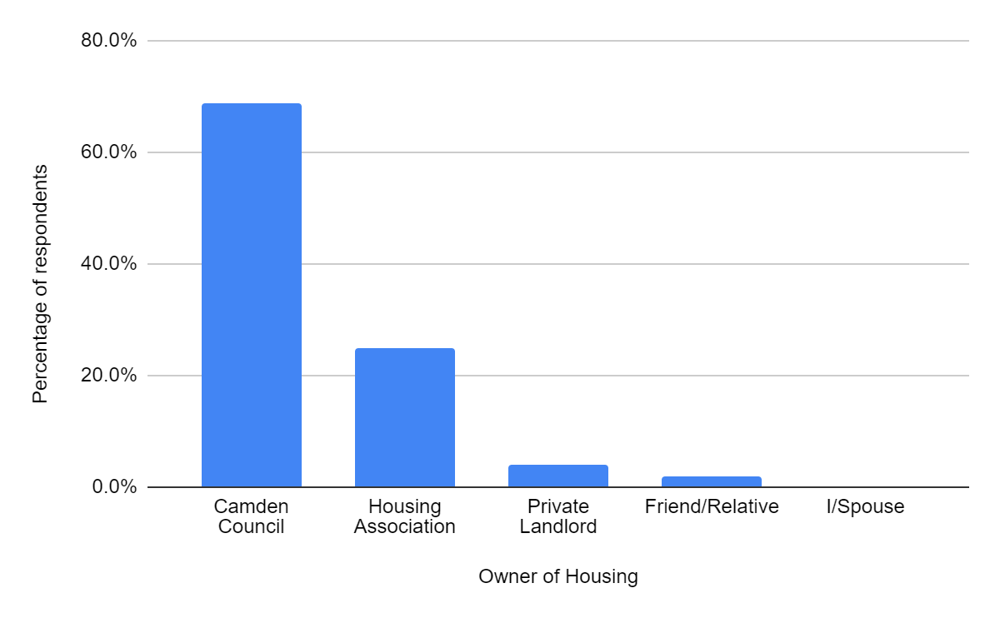 80.0%
60.0%
40.0%
20.0%
0.0%
Percentage of respondents
Camden
Council
Housing
Association
Private
Landlord
Friend/Relative
I/Spouse
Owner of Housing